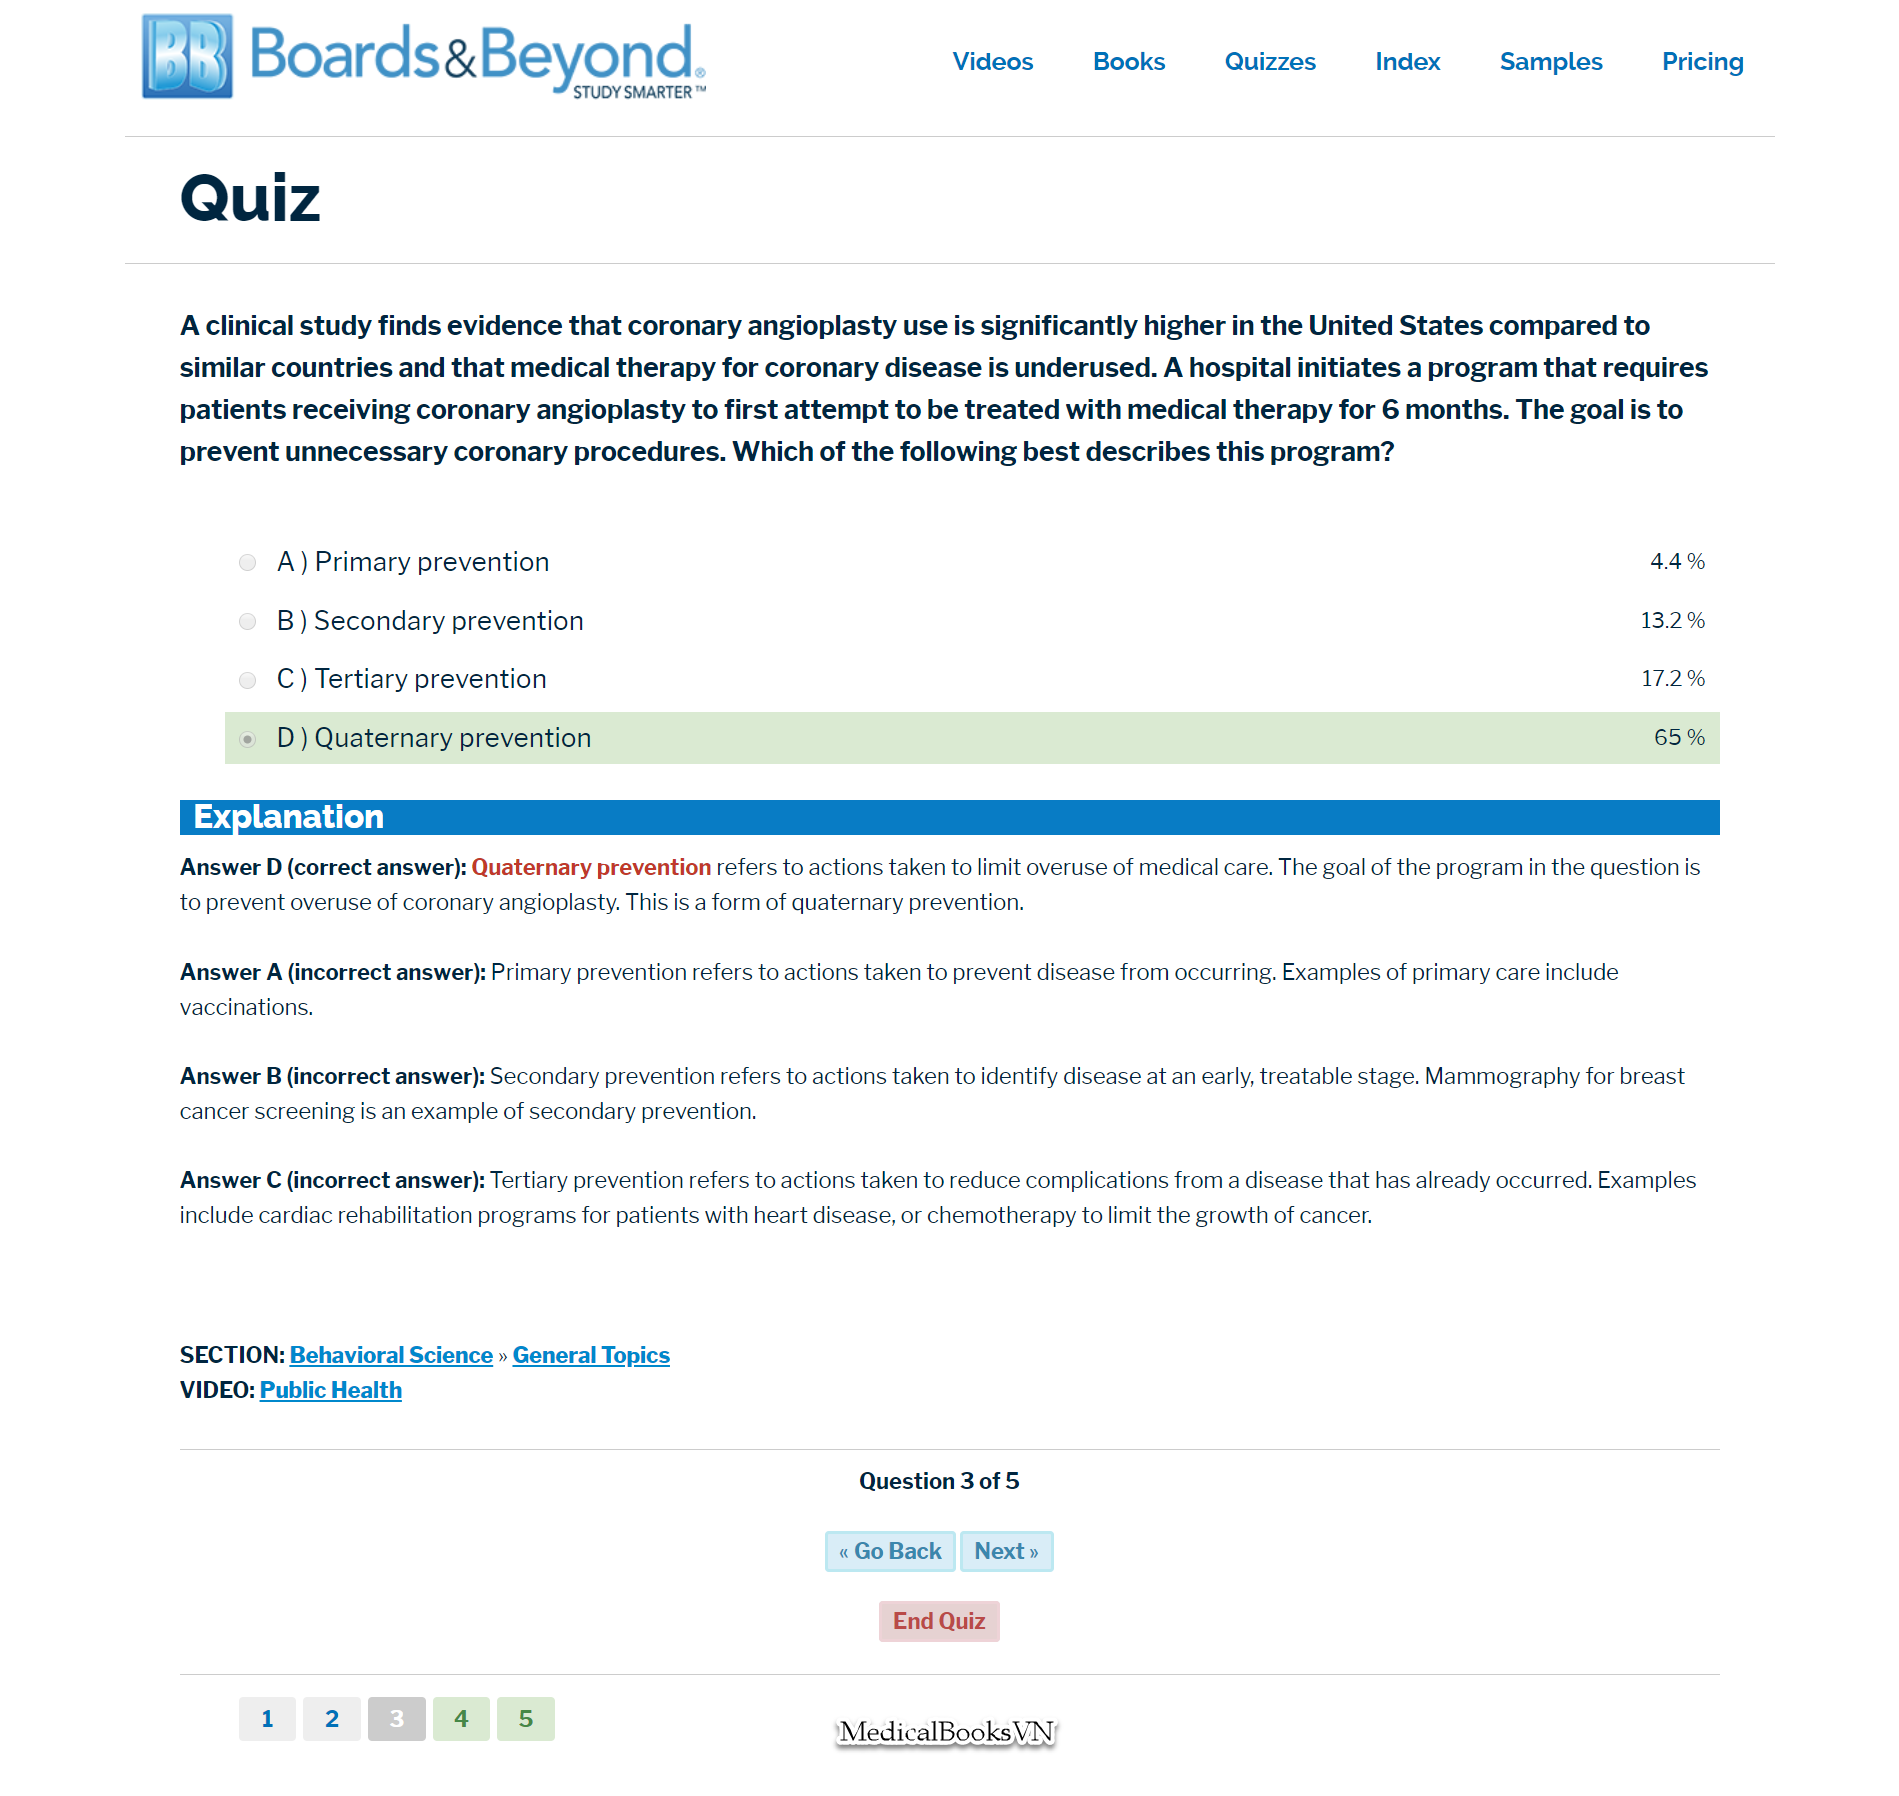 BB Boards&Beyond®
STUDY SMARTER™
Videos Books Quizzes Index Samples Pricing
Quiz
A clinical study finds evidence that coronary angioplasty use is significantly higher in the United States compared to
similar countries and that medical therapy for coronary disease is underused. A hospital initiates a program that requires
patients receiving coronary angioplasty to first attempt to be treated with medical therapy for 6 months. The goal is to
prevent unnecessary coronary procedures. Which of the following best describes this program?
A ) Primary prevention 4.4 %
B ) Secondary prevention 13.2 %
C ) Tertiary prevention 17.2 %
D ) Quaternary prevention 65 %
Explanation
Answer D (correct answer): Quaternary prevention refers to actions taken to limit overuse of medical care. The goal of the program in the question is
to prevent overuse of coronary angioplasty. This is a form of quaternary prevention.
Answer A (incorrect answer): Primary prevention refers to actions taken to prevent disease from occurring. Examples of primary care include
vaccinations.
Answer B (incorrect answer): Secondary prevention refers to actions taken to identify disease at an early, treatable stage. Mammography for breast
cancer screening is an example of secondary prevention.
Answer C (incorrect answer): Tertiary prevention refers to actions taken to reduce complications from a disease that has already occurred. Examples
include cardiac rehabilitation programs for patients with heart disease, or chemotherapy to limit the growth of cancer.
SECTION: Behavioral Science » General Topics
VIDEO: Public Health
Question 3 of 5
« Go Back Next »
End Quiz
1 2 3 4 5
MedicalBooksVN